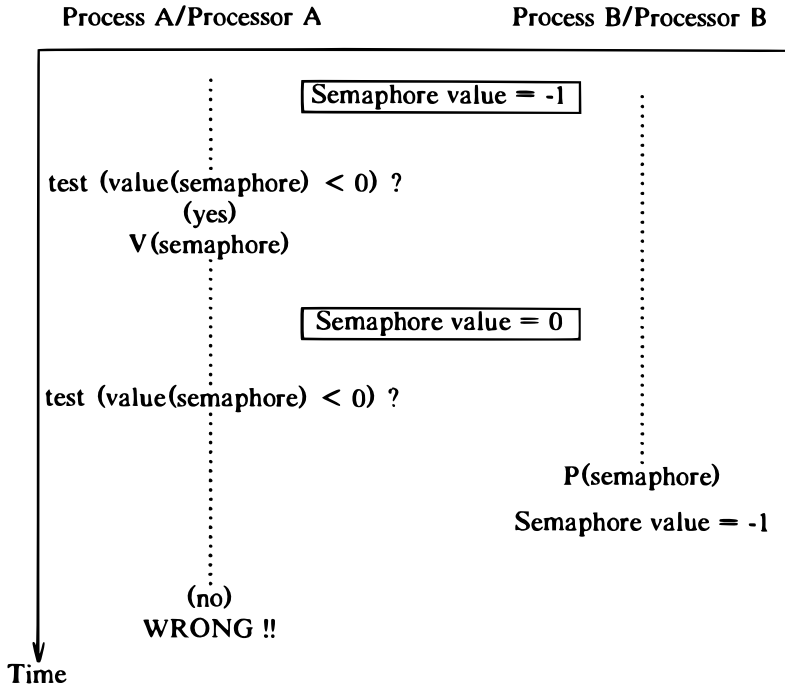 Process A/Processor A
Process B/Processor B
Semaphore value = -1
test (value(semaphore) < 0) ?
(yes)
V(semaphore)
Semaphore value = 0
test (value(semaphore) < 0) ?
P(semaphore)
Semaphore value = -1
(no)
WRONG !!
Time